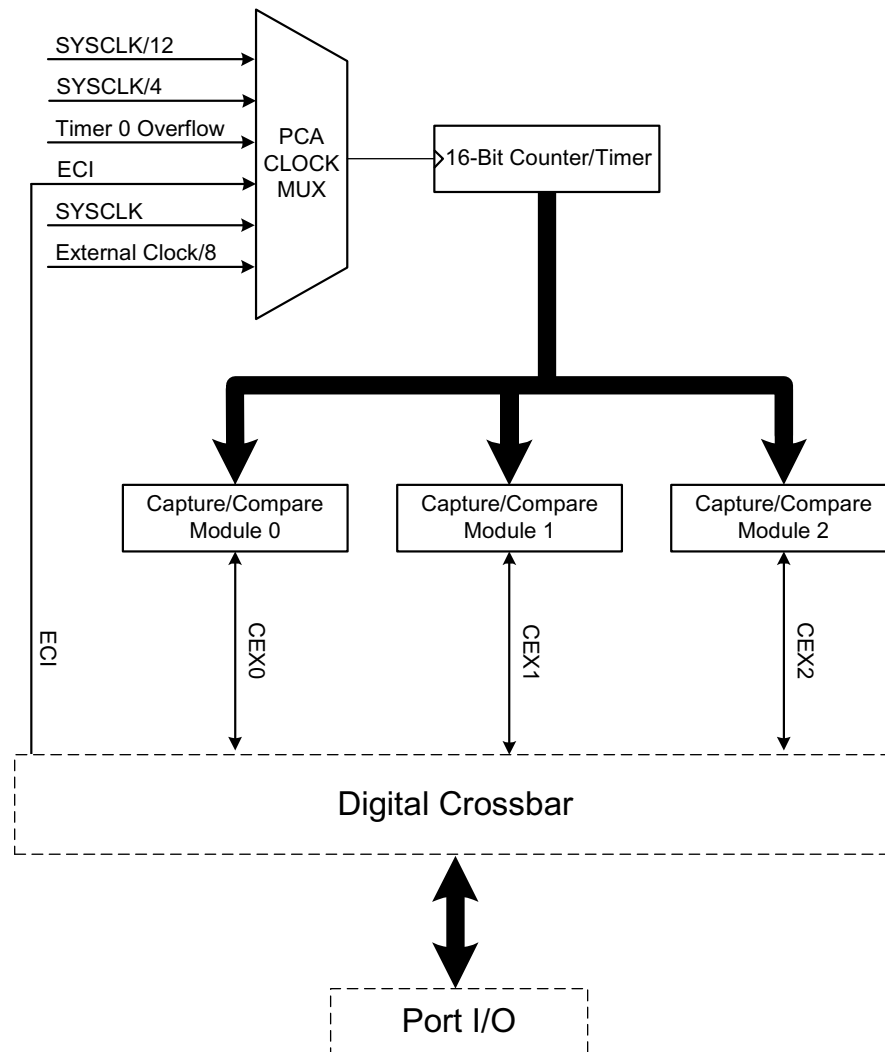 SYSCLK/12
SYSCLK/4
Timer 0 Overflow
ECI
SYSCLK
External Clock/8
PCA
CLOCK
MUX
16-Bit Counter/Timer
Capture/Compare
Module 0
Capture/Compare
Module 1
Capture/Compare
Module 2
ECI
CEX0
CEX1
CEX2
Digital Crossbar
Port I/O